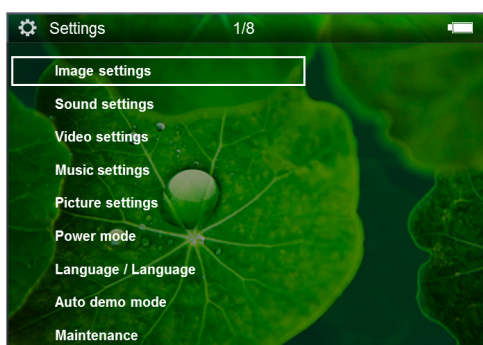 Settings 1/8
Image settings
Sound settings
Video settings
Music settings
Picture settings
Power mode
Language / Language
Auto demo mode
Maintenance